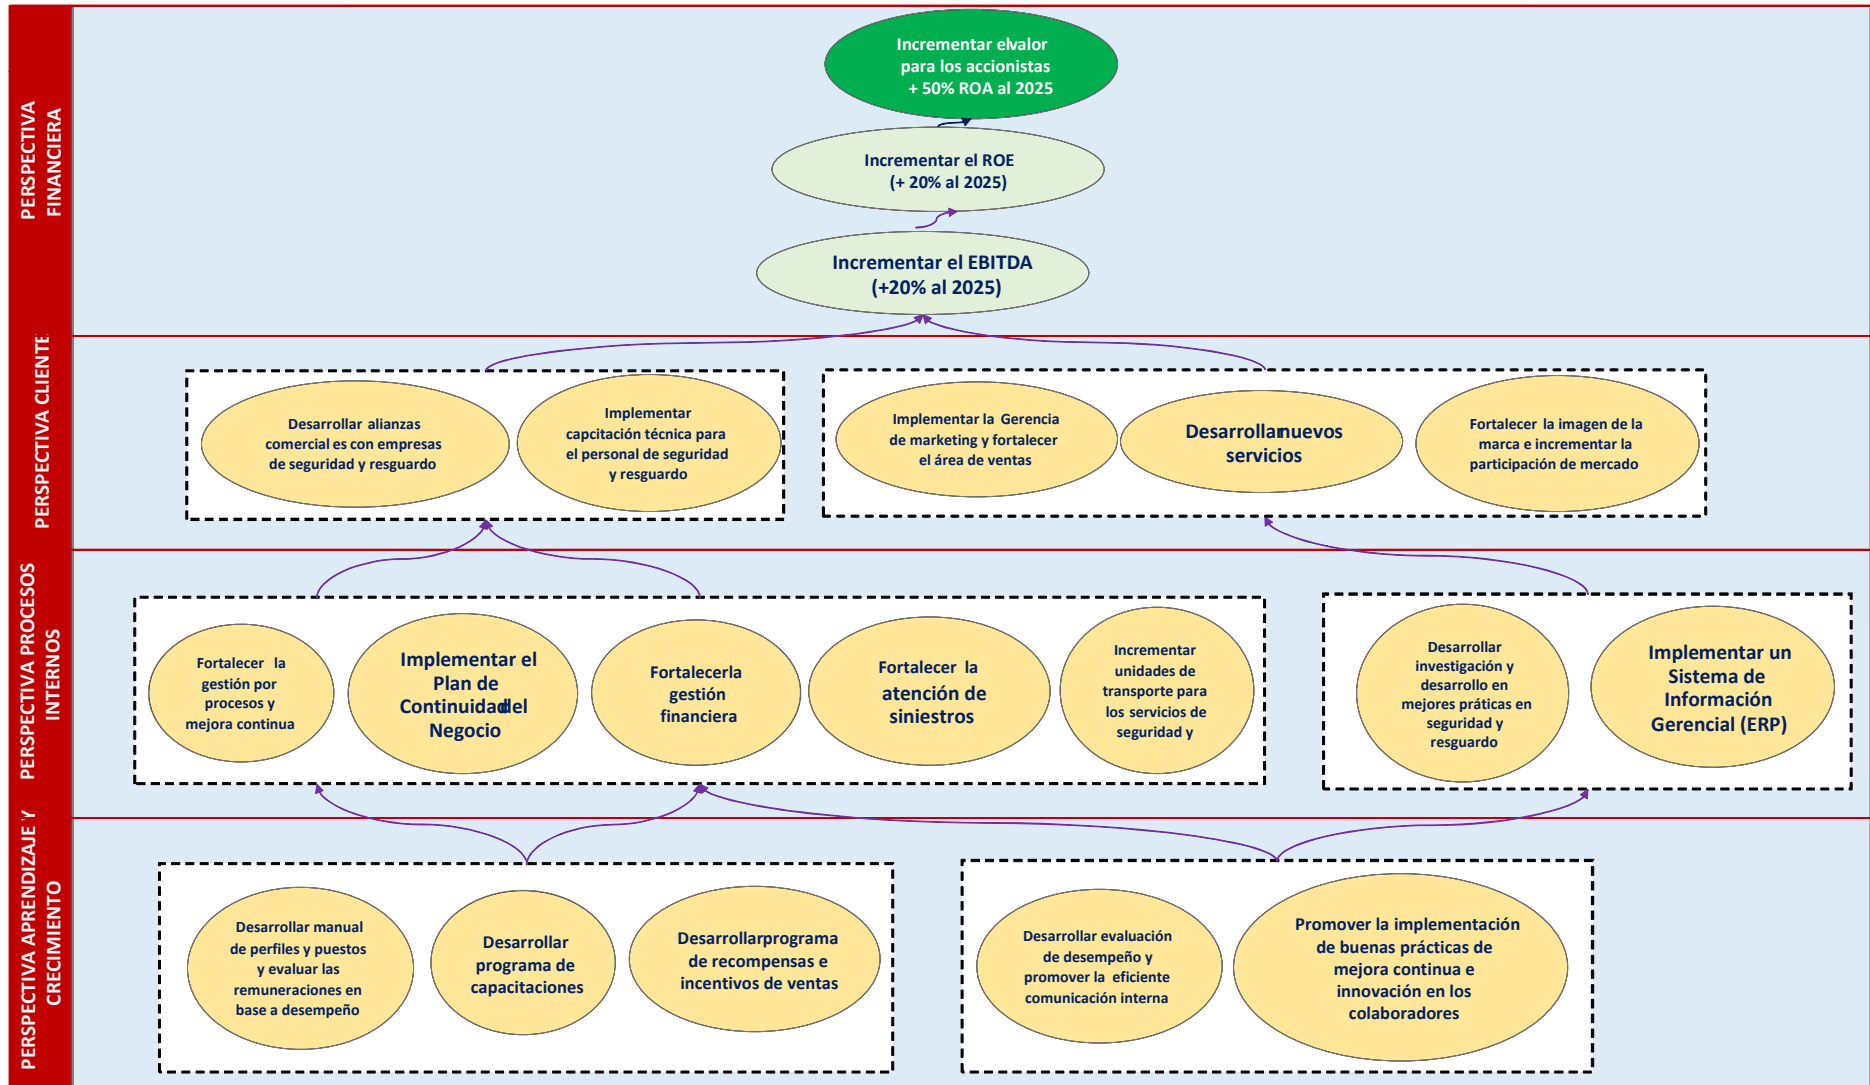 PERSPECTIVA
FINANCIERA
Incrementar elvalor
para los accionistas
+ 50% ROA al 2025
Incrementar el ROE
(+ 20% al 2025)
Incrementar el EBITDA
(+20% al 2025)
PERSPECTIVA CLIENTE
Desarrollar alianzas
comercial es con empresas
de seguridad y resguardo
Implementar
capcitación técnica para
el personal de seguridad
y resguardo
Implementar la Gerencia
de marketing y fortalecer
el área de ventas
Desarrollarnuevos
servicios
Fortalecer la imagen de la
marca e incrementar la
participación de mercado
PERSPECTIVA PROCESOS
INTERNOS
Fortalecer la
gestión por
procesos y
mejora continua
Implementar el
Plan de
Continuidaddel
Negocio
Fortalecerla
gestión
financiera
Fortalecer la
atención de
siniestros
Incrementar
unidades de
transporte para
los servicios de
seguridad y
Desarrollar
investigación y
desarrollo en
mejores práticas en
seguridad y
resguardo
Implementar un
Sistema de
Información
Gerencial (ERP)
PERSPECTIVA APRENDIZAJE Y
CRECIMIENTO
Desarrollar manual
de perfiles y puestos
y evaluar las
remuneraciones en
base a desempeño
Desarrollar
programa de
capacitaciones
Desarrollarprograma
de recompensas e
incentivos de ventas
Desarrollar evaluación
de desempeño y
promover la eficiente
comunicación interna
Promover la implementación
de buenas prácticas de
mejora continua e
innovación en los
colaboradores